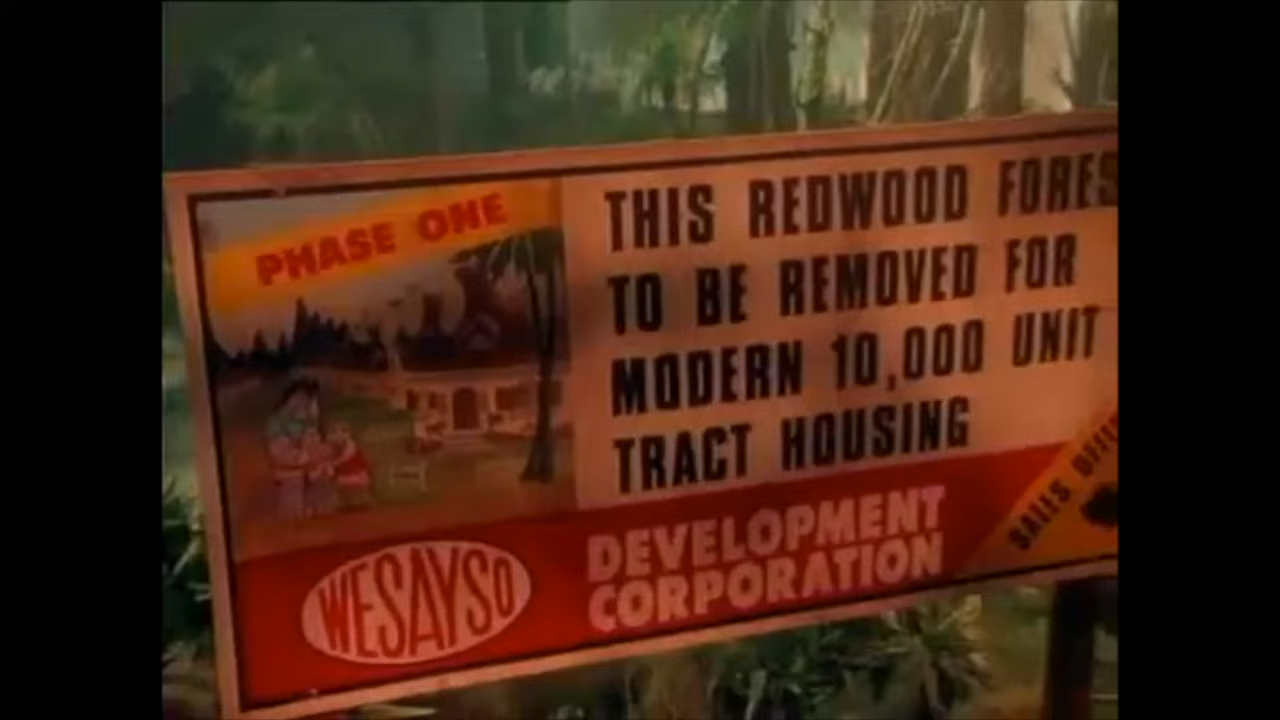 PHASE ONE
THIS REDWOOD FORES
TO BE REMOVED FOR
MODERN 10,000 UNIT
TRACT HOUSING
WESAYSO
DEVELOPMENT
CORPORATION
SALES